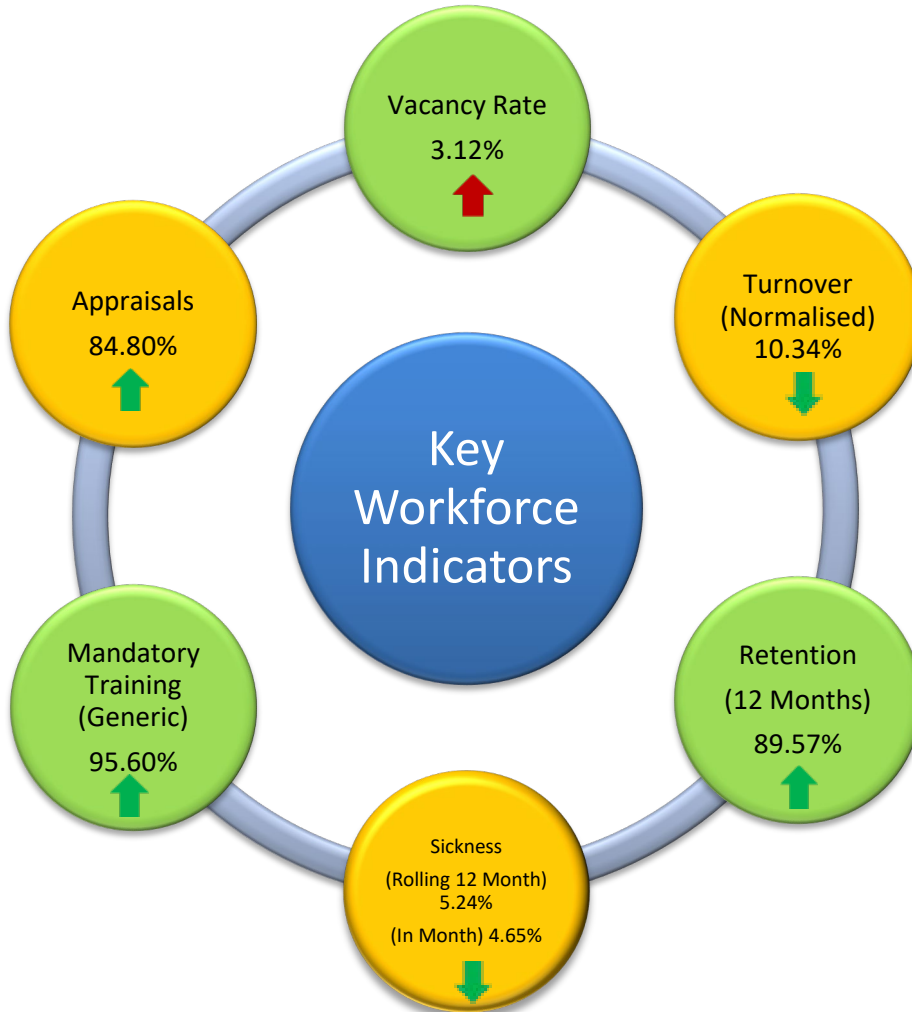 Vacancy Rate
3.12%
Turnover
(Normalised)
10.34%
Retention
(12 Months)
89.57%
Sickness
(Rolling 12 Month)
5.24%
(In Month) 4.65%
Mandatory
Training
(Generic)
95.60%
Appraisals
84.80%
Key
Workforce
Indicators